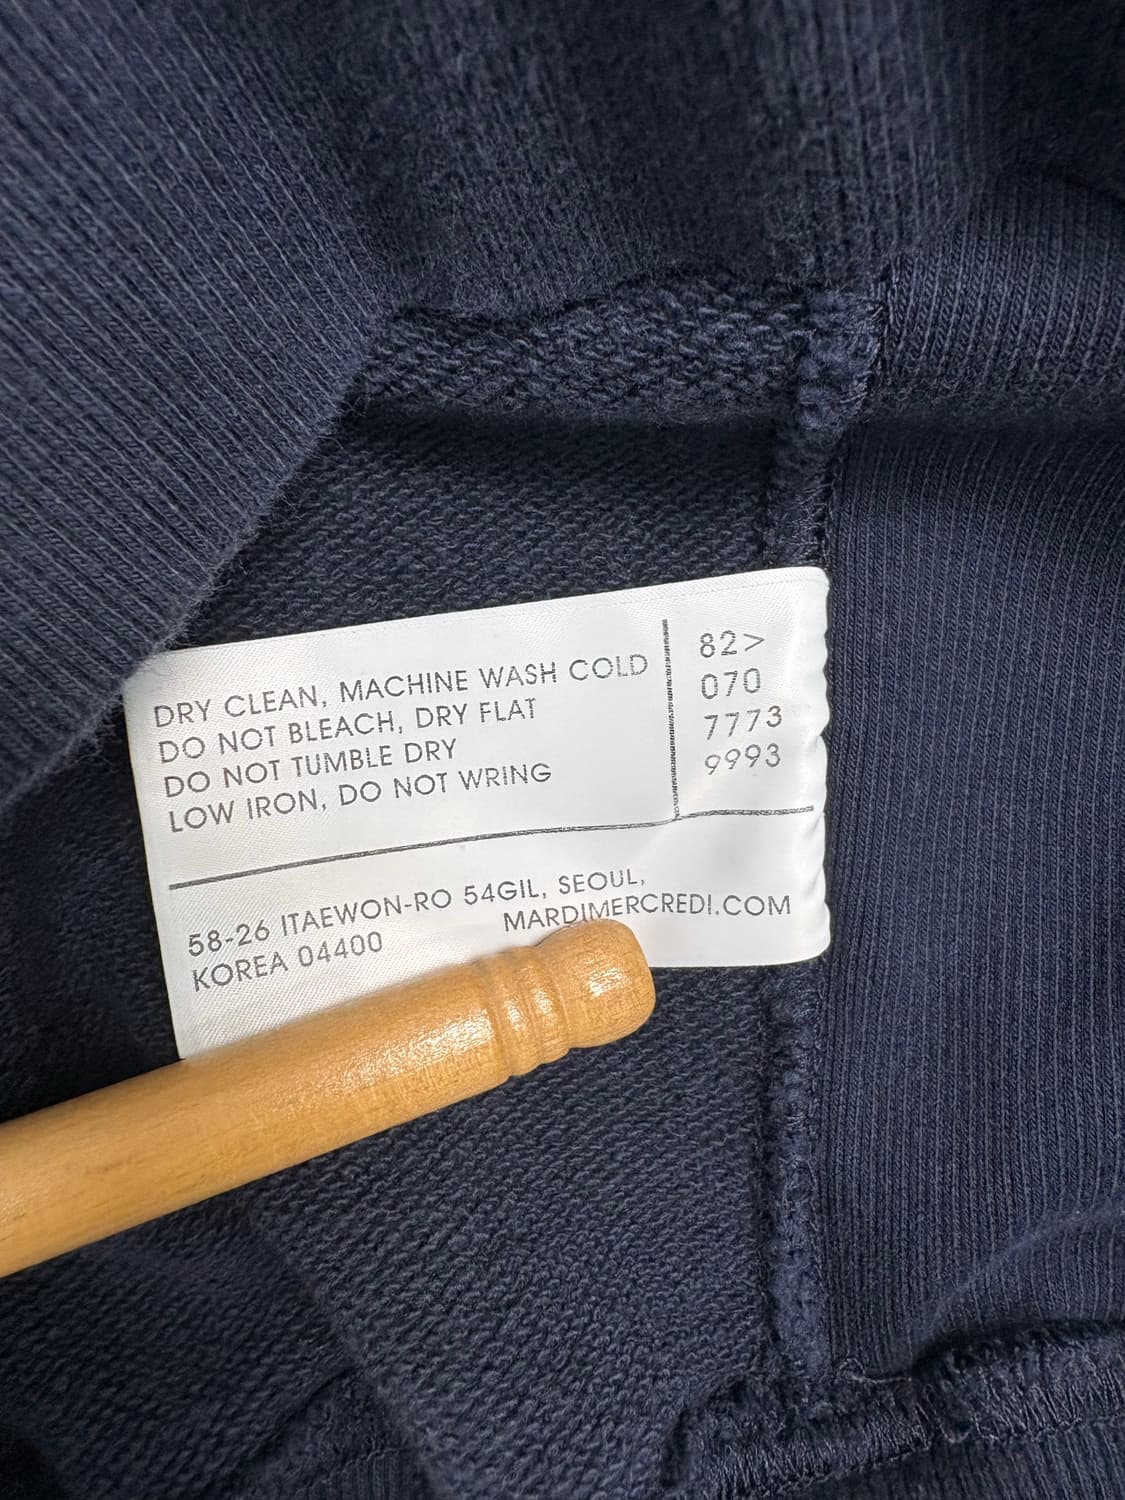 DRY CLEAN, MACHINE WASH COLD
DO NOT BLEACH, DRY FLAT
DO NOT TUMBLE DRY
LOW IRON, DO NOT WRING
82>
070
7773
9993
58-26 ITAEWON-RO 54GIL, SEOUL,
KOREA 04400
MARDIMERCREDI.COM